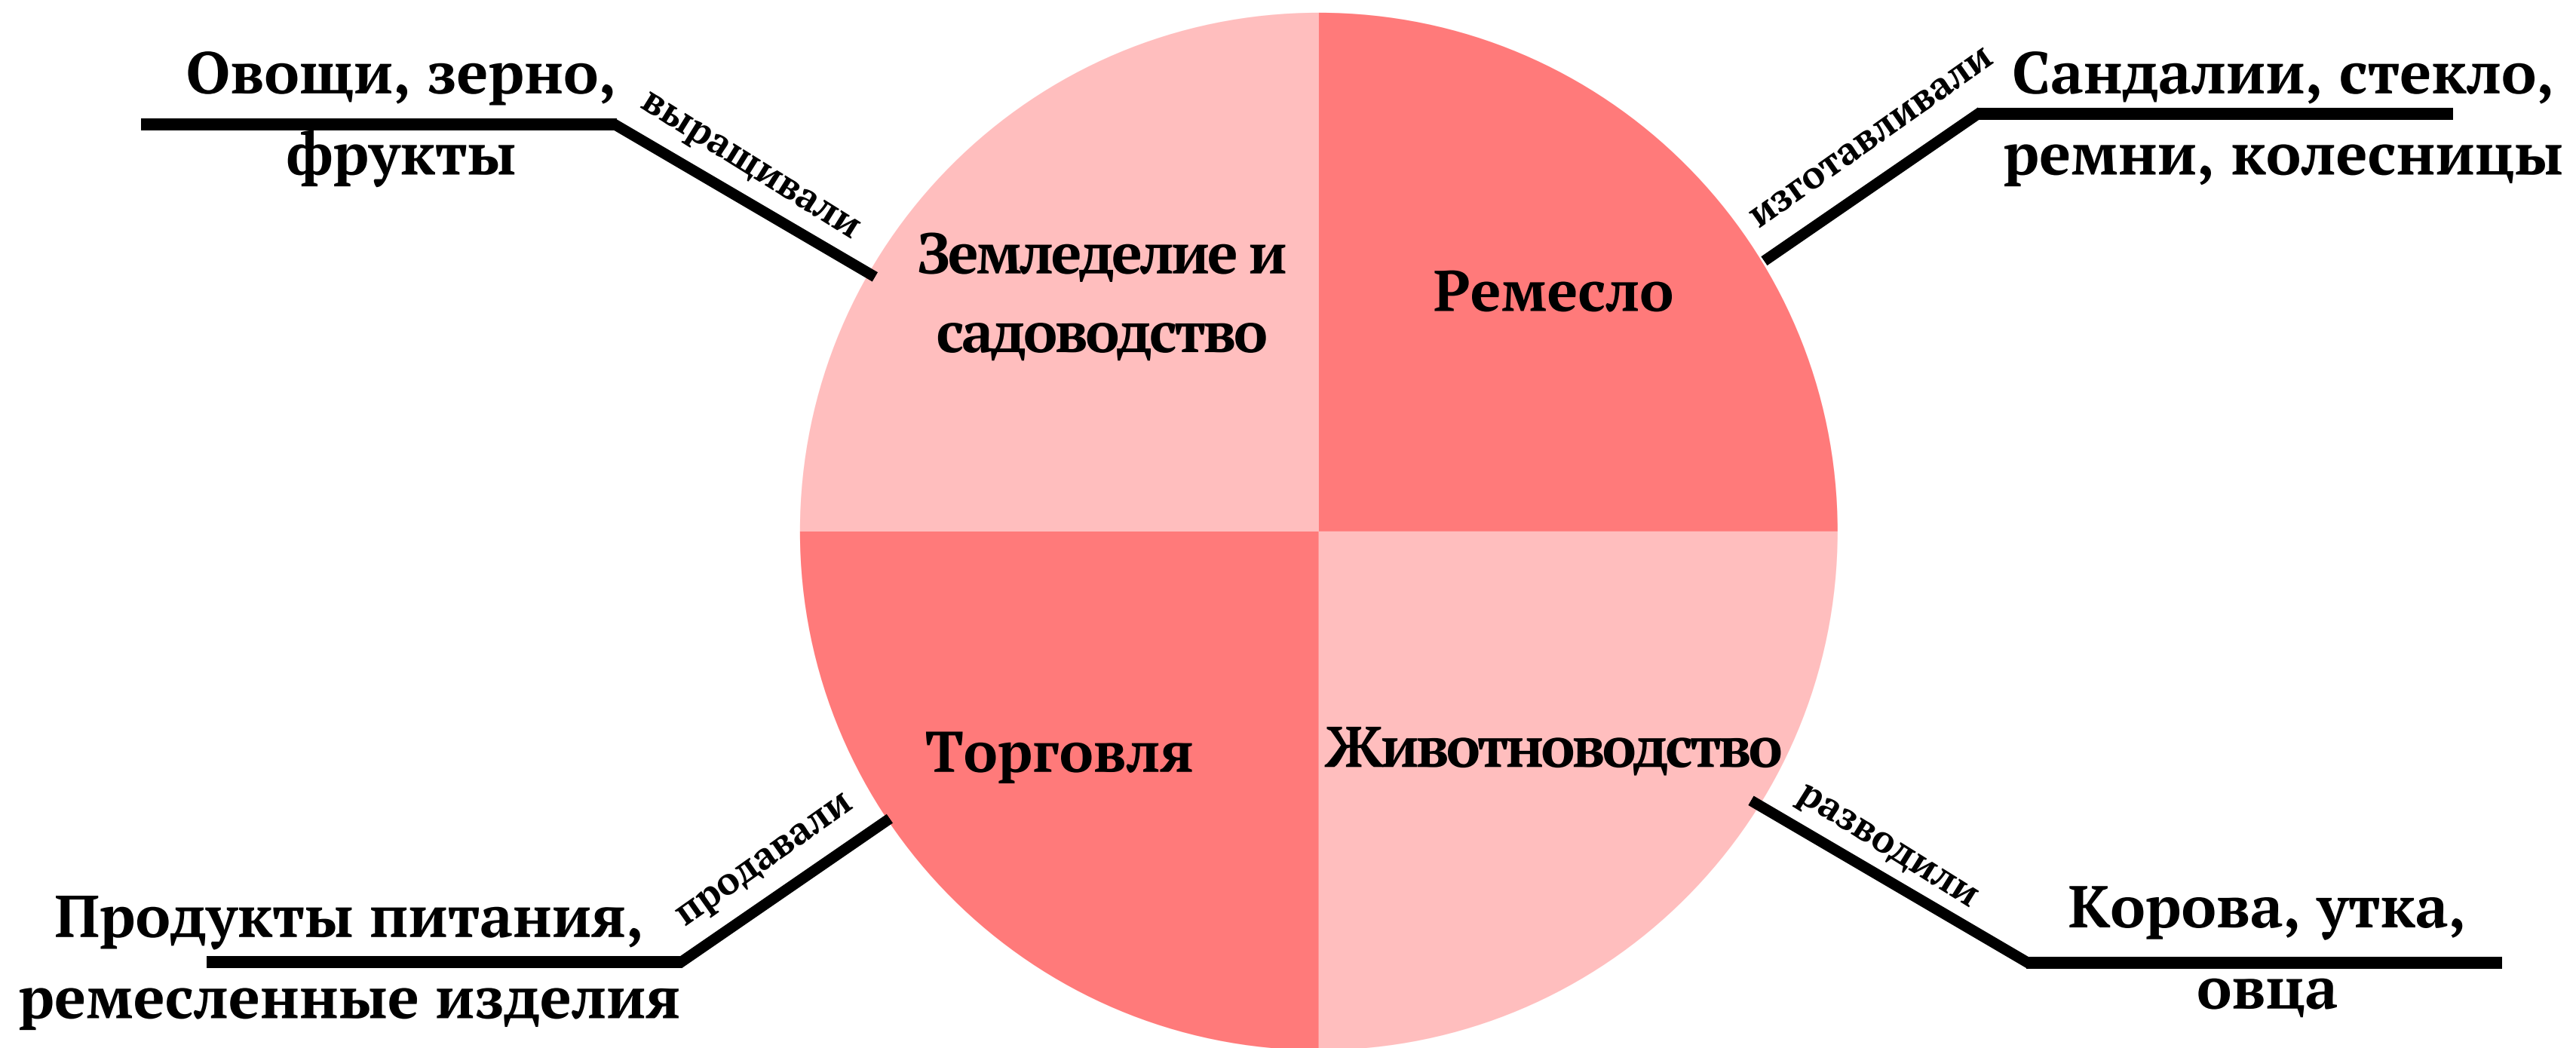 Овощи, зерно,
фрукты
выращивали
Земледелие и
садоводство
Ремесло
изготавливали
Сандалии, стекло,
ремни, колесницы
Торговля
продавали
Продукты питания,
ремесленные изделия
Животноводство
разводили
Корова, утка,
овца